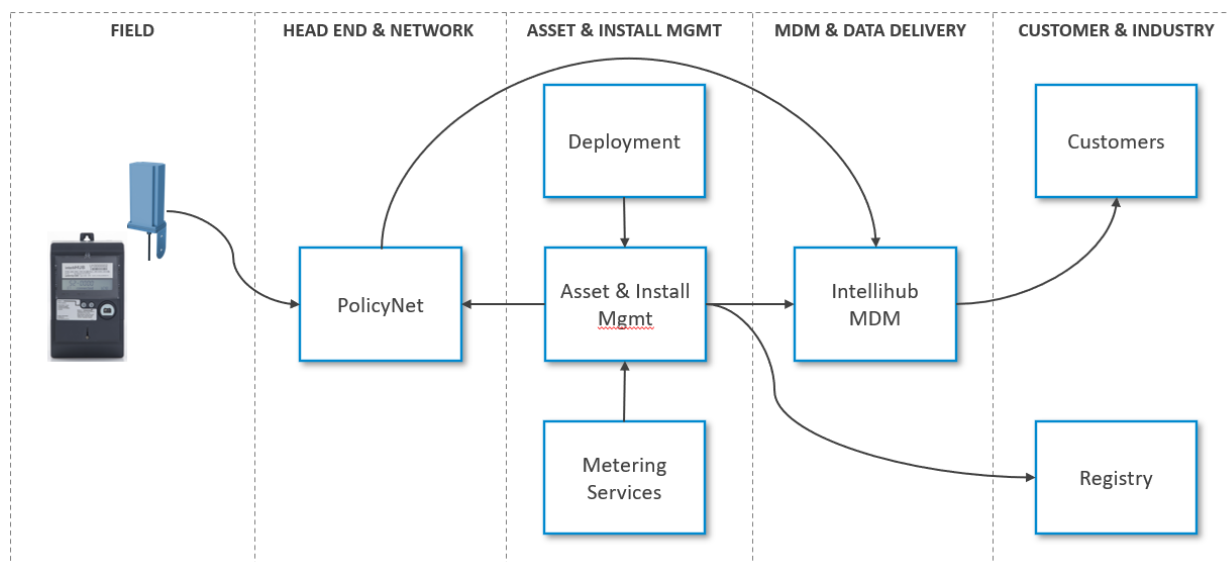 FIELD
HEAD END & NETWORK
ASSET & INSTALL MGMT
MDM & DATA DELIVERY
CUSTOMER & INDUSTRY
Deployment
Customers
PolicyNet
Asset & Install
Mgmt
Intellihub
MDM
Metering
Services
Registry